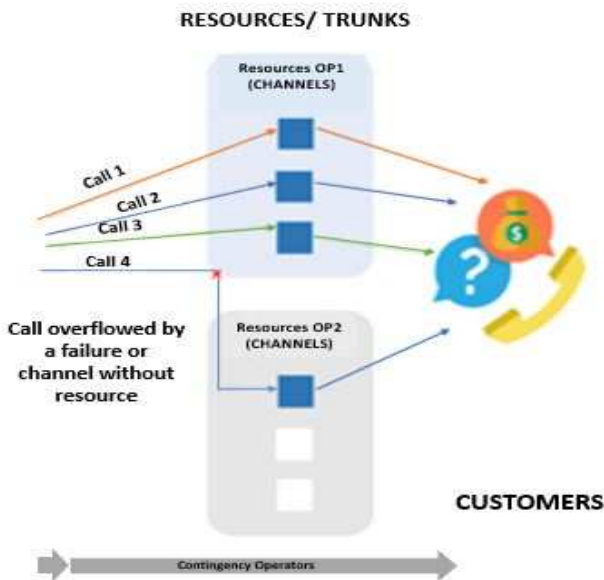 RESOURCES/ TRUNKS
Resources OP1
(CHANNELS)
Call 1
Call 2
Call 3
Call 4
$
?
Call overflowed by
a failure or
channel without
resource
Resources OP2
(CHANNELS)
CUSTOMERS
Contingency Operators